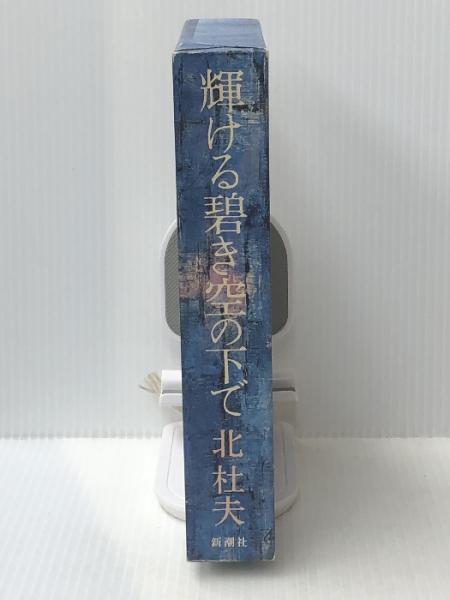 輝ける碧き空の下で
北杜夫
新潮社